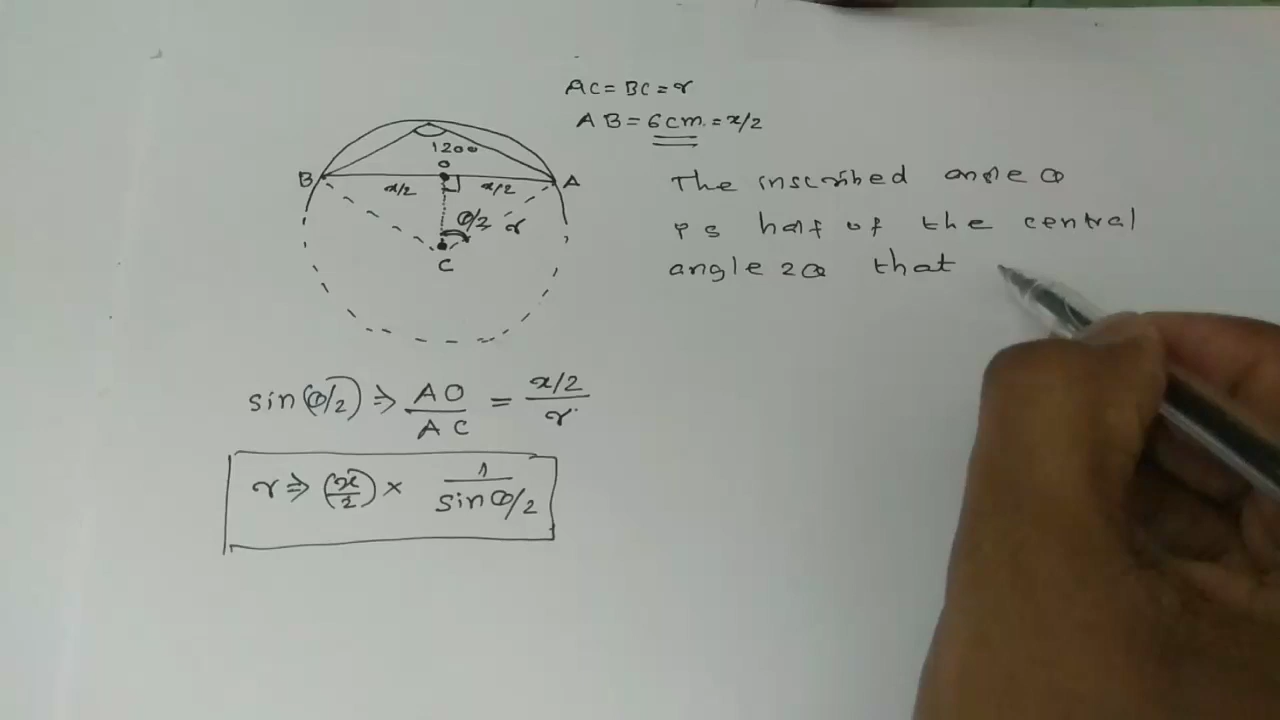 AC = BC = r
AB = 6cm. = x/2
120°
O
B
x/2
x/2
A
θ/2
r
C
The inscribed angle θ
is half of the central
angle 2θ that
sin(θ/2) ⇒ AO/AC = x/2/r
r ⇒ (x/2) × 1/sin θ/2